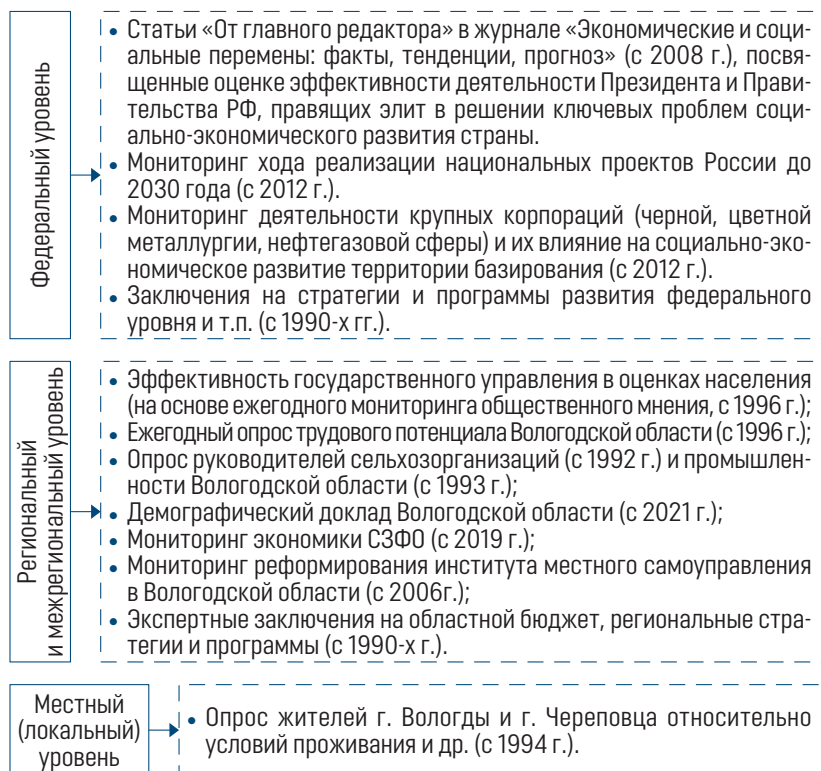 Федеральный уровень
• Статьи «От главного редактора» в журнале «Экономические и соци-
альные перемены: факты, тенденции, прогноз» (с 2008 г.), посвя-
щенные оценке эффективности деятельности Президента и Прави-
тельства РФ, правящих элит в решении ключевых проблем соци-
ально-экономического развития страны.
• Мониторинг хода реализации национальных проектов России до
2030 года (с 2012 г.).
• Мониторинг деятельности крупных корпораций (черной, цветной
металлургии, нефтегазовой сферы) и их влияние на социально-эко-
номическое развитие территории базирования (с 2012 г.).
• Заключения на стратегии и программы развития федерального
уровня и т.п. (с 1990-х гг.).
Региональный
и межрегиональный уровень
• Эффективность государственного управления в оценках населения
(на основе ежегодного мониторинга общественного мнения, с 1996 г.);
• Ежегодный опрос трудового потенциала Вологодской области (с 1996 г.);
• Опрос руководителей сельхозорганизаций (с 1992 г.) и промышлен-
ности Вологодской области (с 1993 г.);
• Демографический доклад Вологодской области (с 2021 г.);
• Мониторинг экономики СЗФО (с 2019 г.);
• Мониторинг реформирования института местного самоуправления
в Вологодской области (с 2006г.);
• Экспертные заключения на областной бюджет, региональные стра-
тегии и программы (с 1990-х г.).
Местный
(локальный)
уровень
• Опрос жителей г. Вологды и г. Череповца относительно
условий проживания и др. (с 1994 г.).